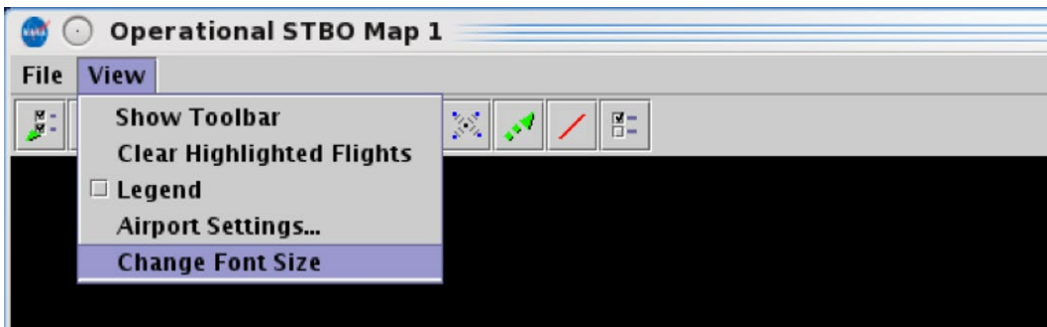 Operational STBO Map 1
File View
Show Toolbar
Clear Highlighted Flights
Legend
Airport Settings...
Change Font Size